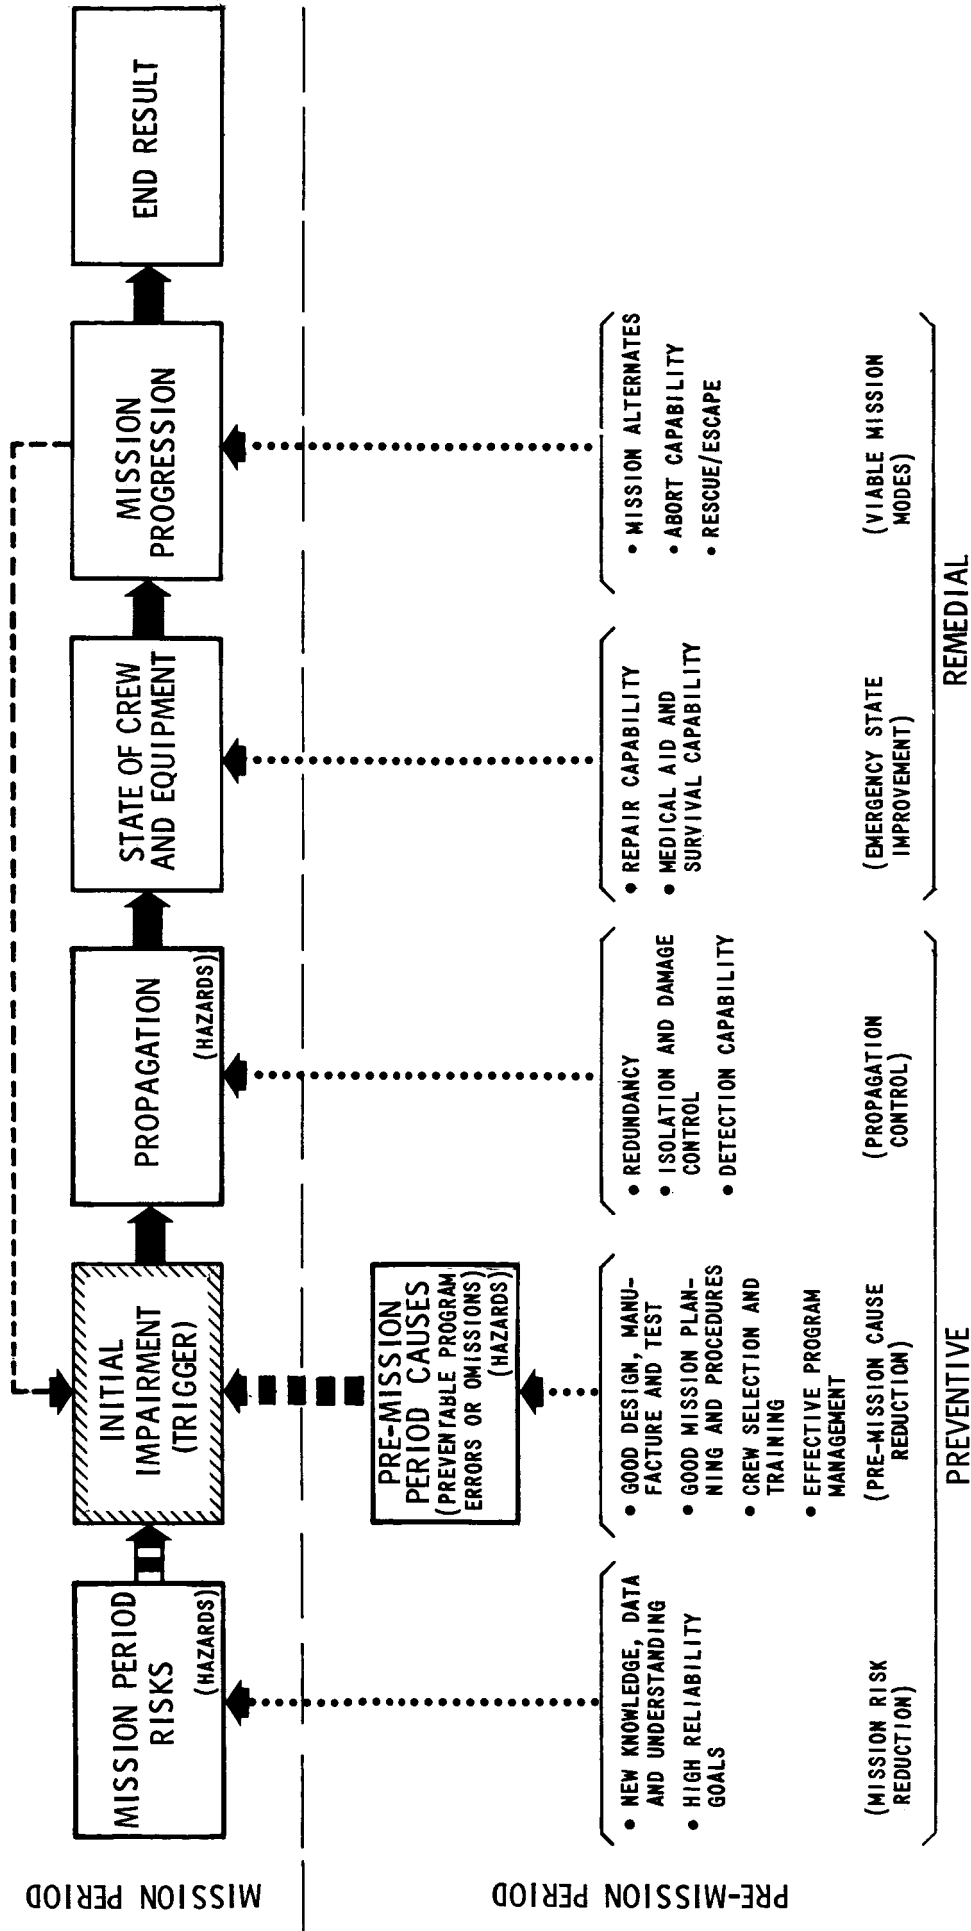 MISSION PERIOD
MISSION PERIOD
RISKS
(HAZARDS)
INITIAL
IMPAIRMENT
(TRIGGER)
PROPAGATION
(HAZARDS)
STATE OF CREW
AND EQUIPMENT
MISSION
PROGRESSION
END RESULT
PRE-MISSION PERIOD
PRE-MISSION
PERIOD CAUSES
(PREVENTABLE PROGRAM
ERRORS OR OMISSIONS)
(HAZARDS)
• NEW KNOWLEDGE, DATA
AND UNDERSTANDING
• HIGH RELIABILITY
GOALS
(MISSION RISK
REDUCTION)
• GOOD DESIGN, MANU-
FACTURE AND TEST
• GOOD MISSION PLAN-
NING AND PROCEDURES
• CREW SELECTION AND
TRAINING
• EFFECTIVE PROGRAM
MANAGEMENT
(PRE-MISSION CAUSE
REDUCTION)
• REDUNDANCY
• ISOLATION AND DAMAGE
CONTROL
• DETECTION CAPABILITY
(PROPAGATION
CONTROL)
PREVENTIVE
• REPAIR CAPABILITY
• MEDICAL AID AND
SURVIVAL CAPABILITY
(EMERGENCY STATE
IMPROVEMENT)
• MISSION ALTERNATES
• ABORT CAPABILITY
• RESCUE/ESCAPE
(VIABLE MISSION
MODES)
REMEDIAL